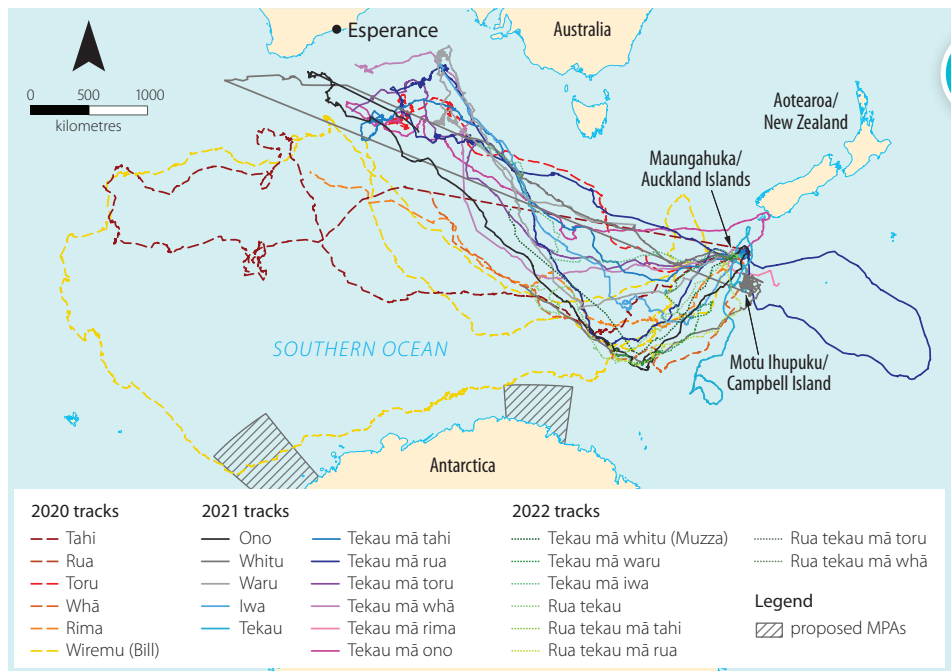 Esperance
Australia
0 500 1000
kilometres
Aotearoa/
New Zealand
Maungahuka/
Auckland Islands
SOUTHERN OCEAN
Motu Ihupuku/
Campbell Island
Antarctica
2020 tracks
Tahi
Rua
Toru
Whā
Rima
Wiremu (Bill)
2021 tracks
Ono
Whitu
Waru
Iwa
Tekau
Tekau mā tahi
Tekau mā rua
Tekau mā toru
Tekau mā whā
Tekau mā rima
Tekau mā ono
2022 tracks
Tekau mā whitu (Muzza)
Tekau mā waru
Tekau mā iwa
Rua tekau
Rua tekau mā tahi
Rua tekau mā rua
Rua tekau mā toru
Rua tekau mā whā
Legend
proposed MPAs